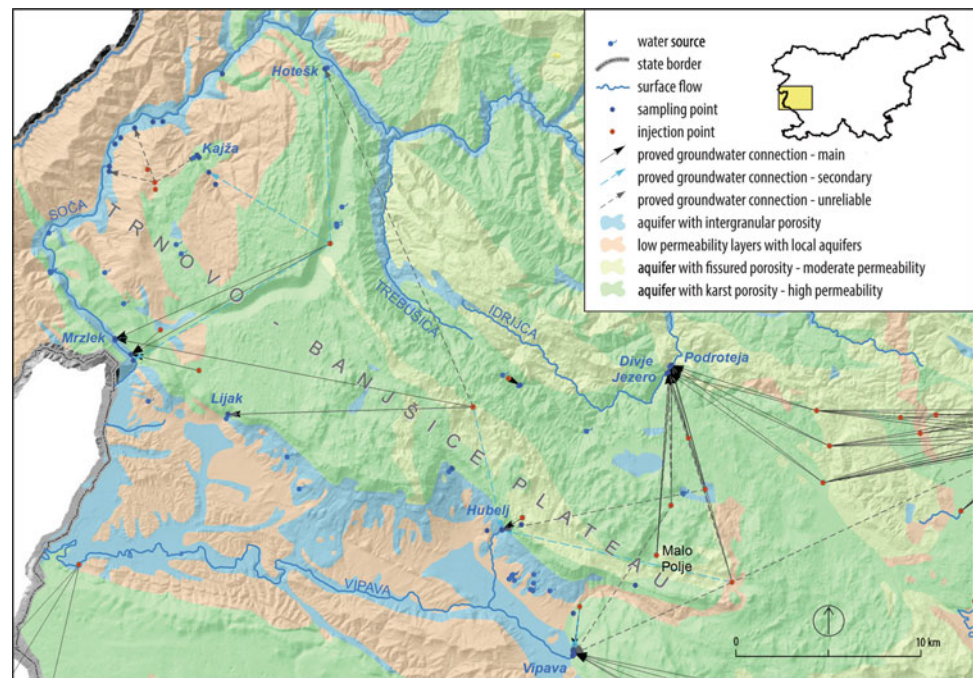 water source
state border
surface flow
sampling point
injection point
proved groundwater connection - main
proved groundwater connection - secondary
proved groundwater connection - unreliable
aquifer with intergranular porosity
low permeability layers with local aquifers
aquifer with fissured porosity - moderate permeability
aquifer with karst porosity - high permeability
Hotešk
Kajža
SOČA
TRNOVO
TREBUŠICA
IDRIJCA
Mrzlek
BANJŠICE PLATEAU
Divje
Jezero
Podroteja
Lijak
Hubelj
Malo
Polje
VIPAVA
Vipava
0
10 km